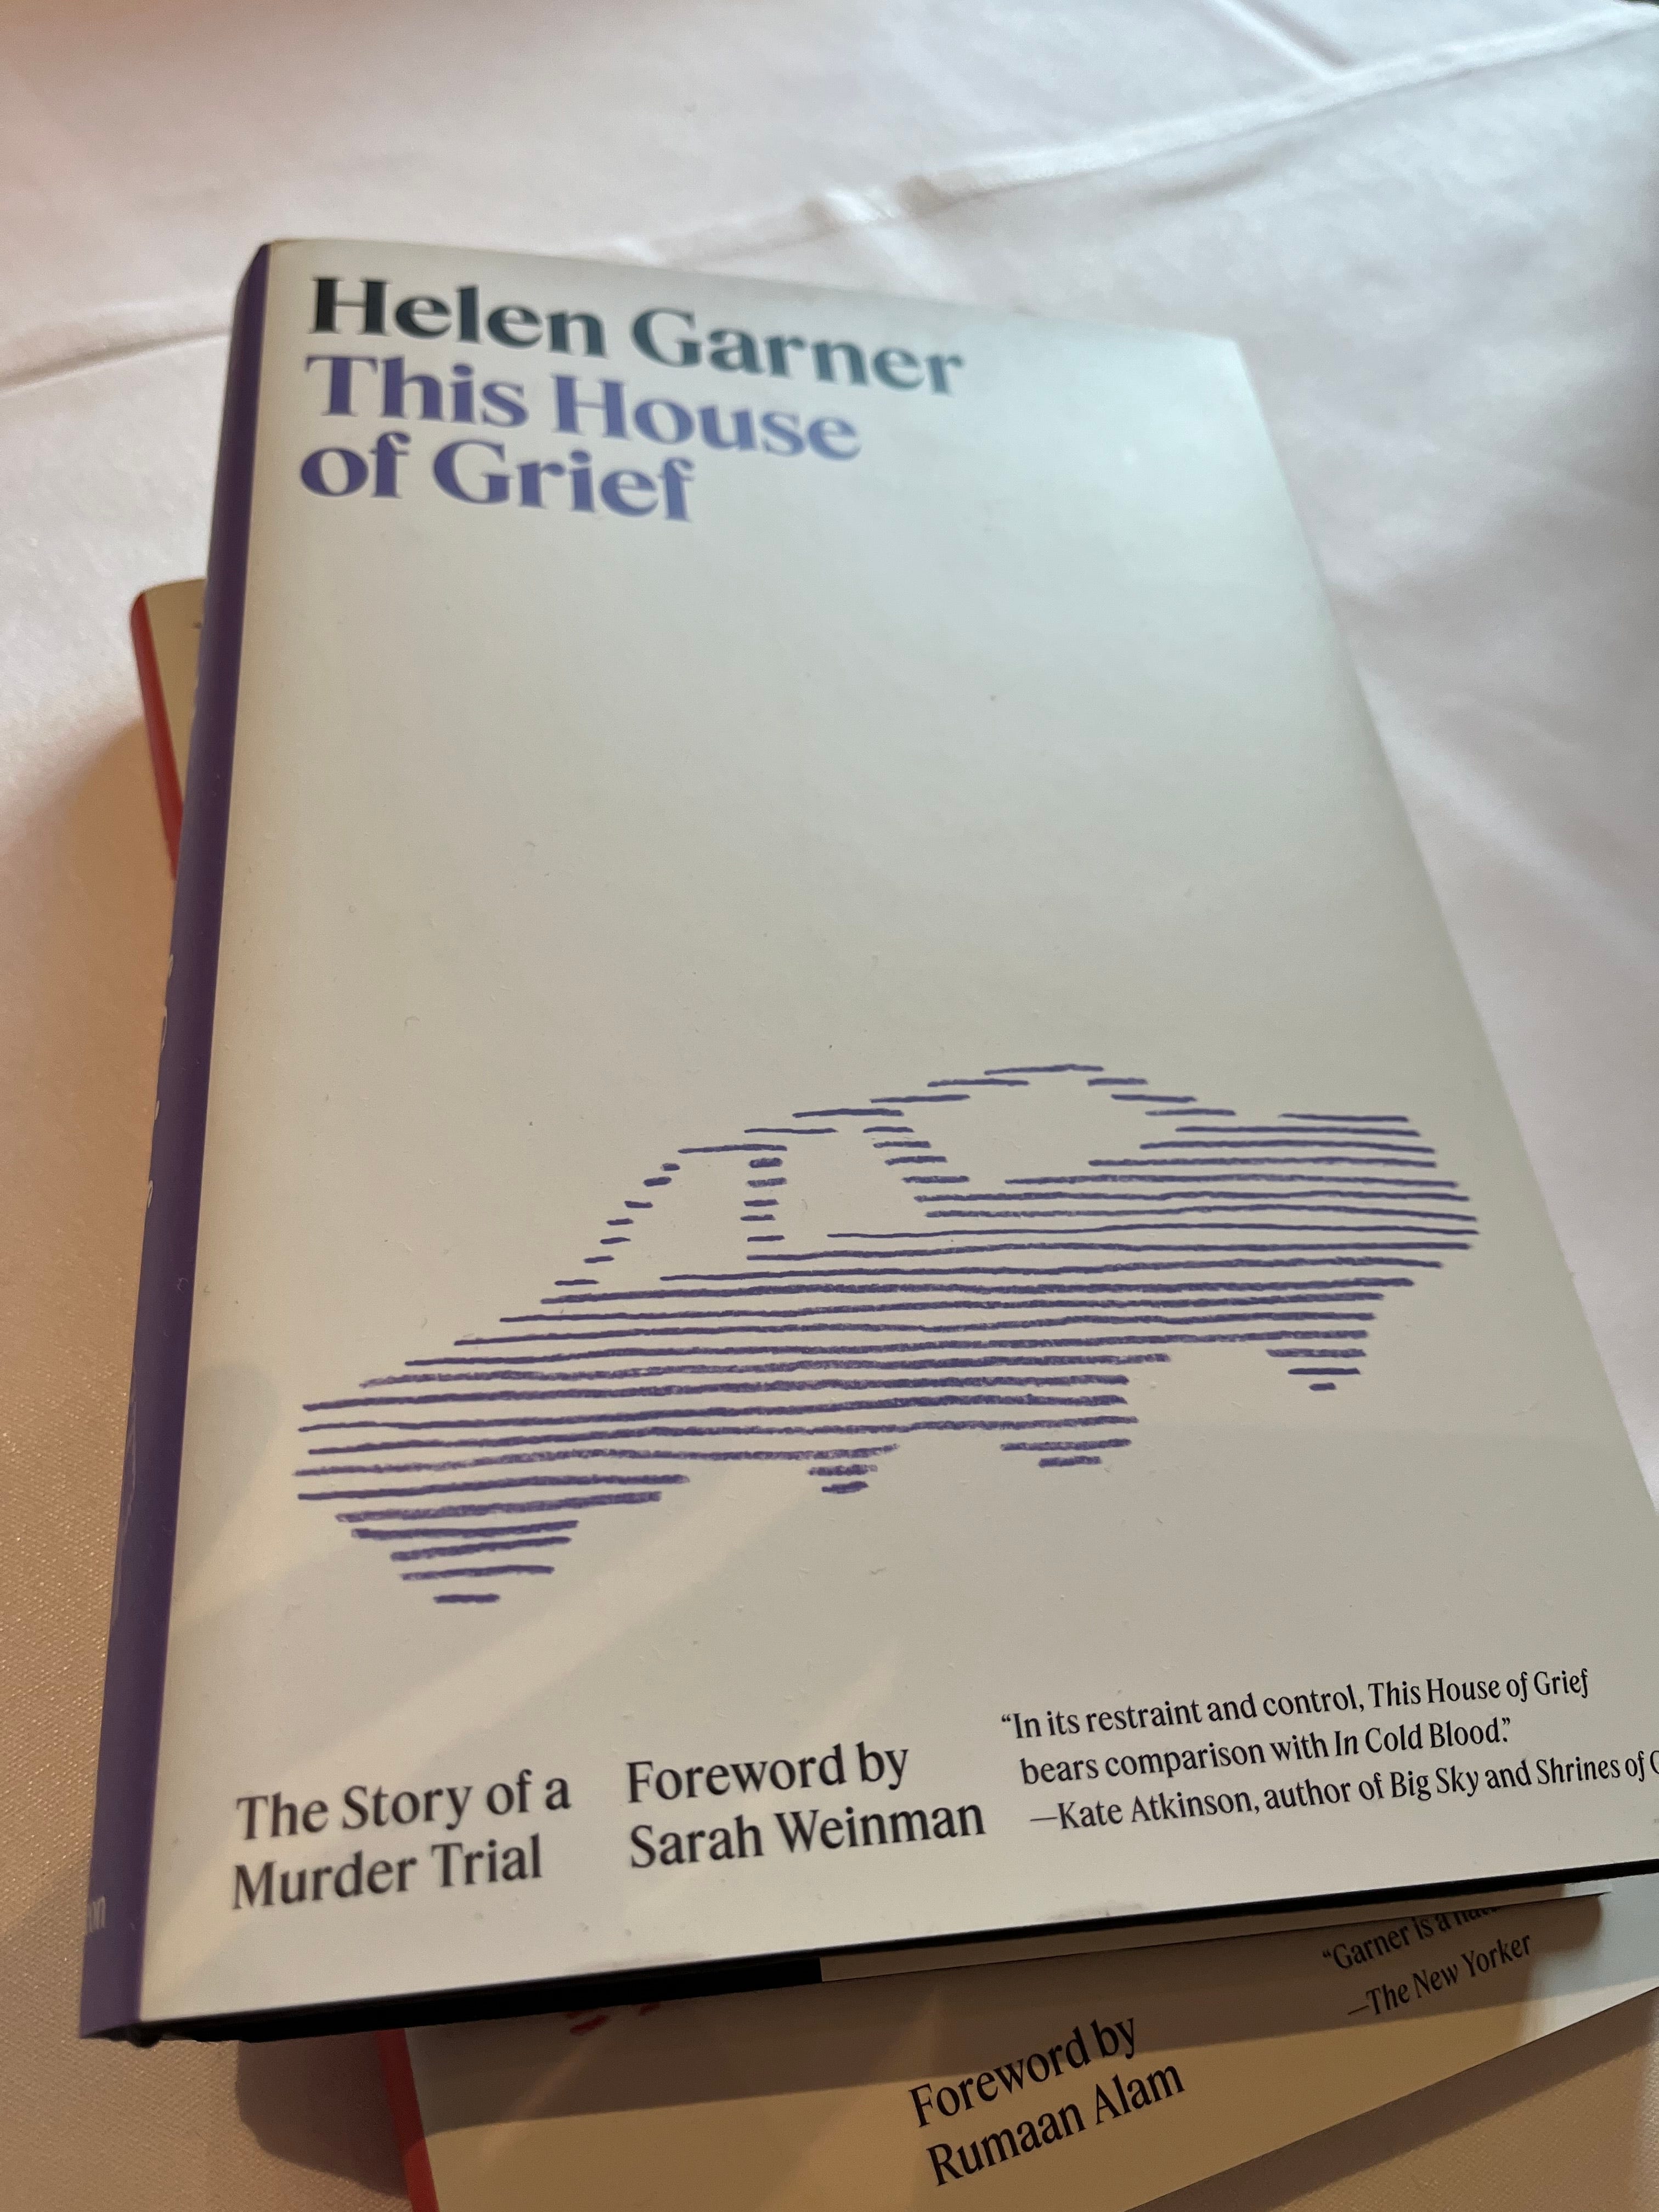 Helen Garner
This House
of Grief
The Story of a
Murder Trial
Foreword by
Sarah Weinman
“In its restraint and control, This House of Grief
bears comparison with In Cold Blood.”
—Kate Atkinson, author of Big Sky and Shrines of
“Garner is a
—The New Yorker
Foreword by
Rumaan Alam